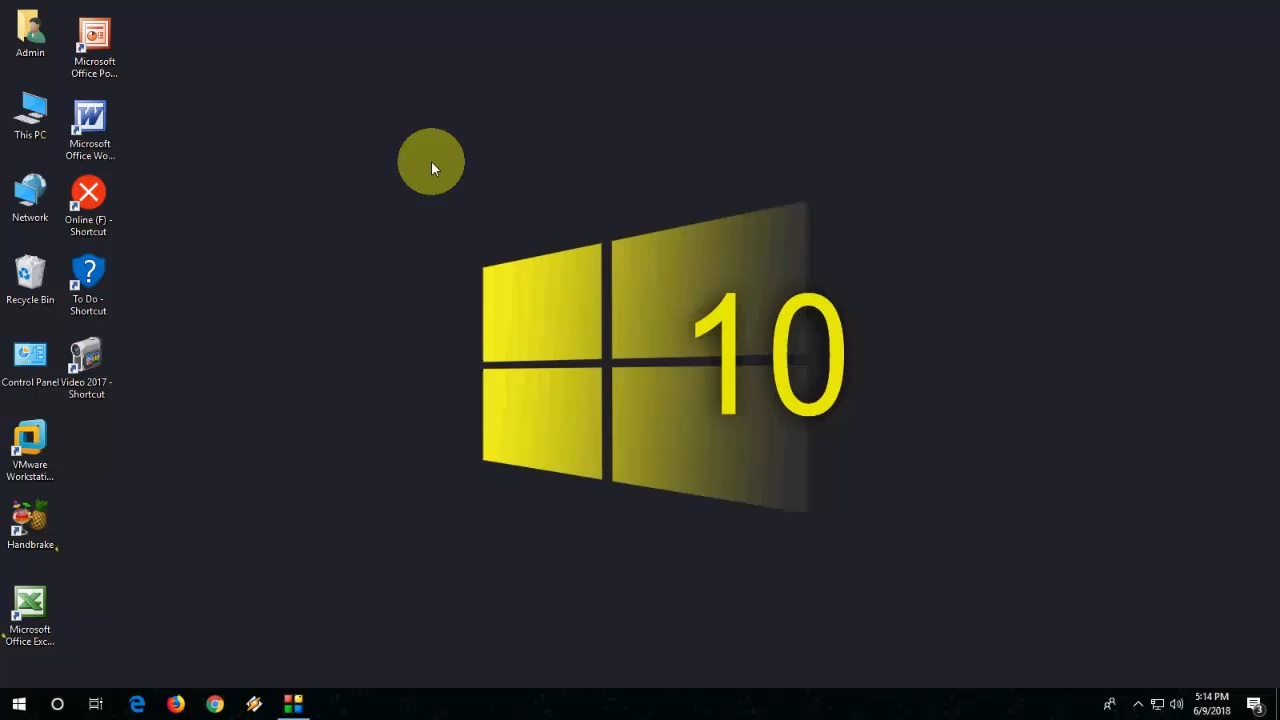 Admin
Microsoft
Office Po...
This PC
Microsoft
Office Wo...
Network
Online (F) -
Shortcut
Recycle Bin
To Do -
Shortcut
Control Panel
Video 2017 -
Shortcut
VMware
Workstati...
Handbrake
Microsoft
Office Exc...
10
5:14 PM
6/9/2018
3